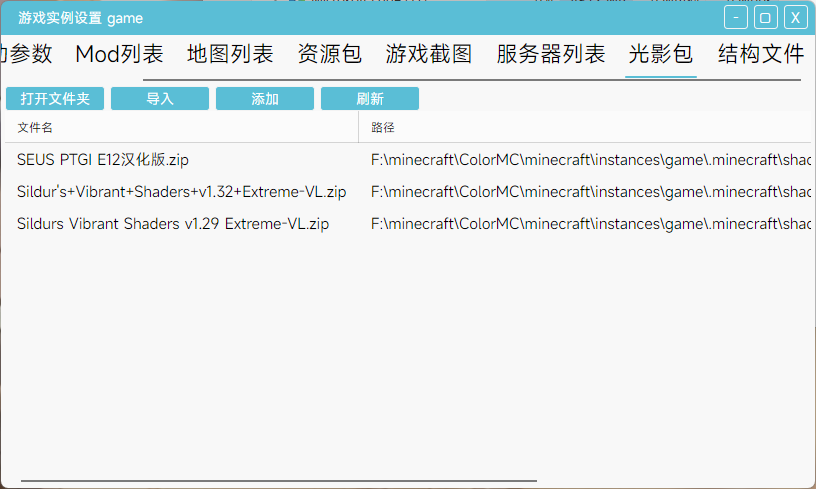 游戏实例设置 game
参数 Mod列表 地图列表 资源包 游戏截图 服务器列表 光影包 结构文件
打开文件夹 导入 添加 刷新
文件名 路径
SEUS PTGI E12汉化版.zip F:\minecraft\ColorMC\minecraft\instances\game\.minecraft\shad
Sildur's+Vibrant+Shaders+v1.32+Extreme-VL.zip F:\minecraft\ColorMC\minecraft\instances\game\.minecraft\shad
Sildurs Vibrant Shaders v1.29 Extreme-VL.zip F:\minecraft\ColorMC\minecraft\instances\game\.minecraft\shad